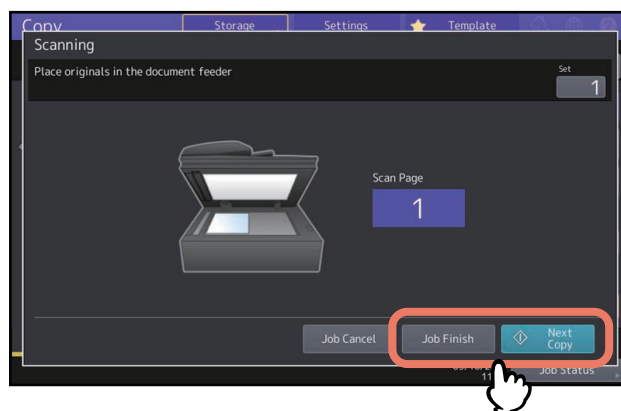 Copy
Storage
Settings
Template
Scanning
Place originals in the document feeder
Set
1
Scan Page
1
Job Cancel
Job Finish
Next
Copy
11
Job Status